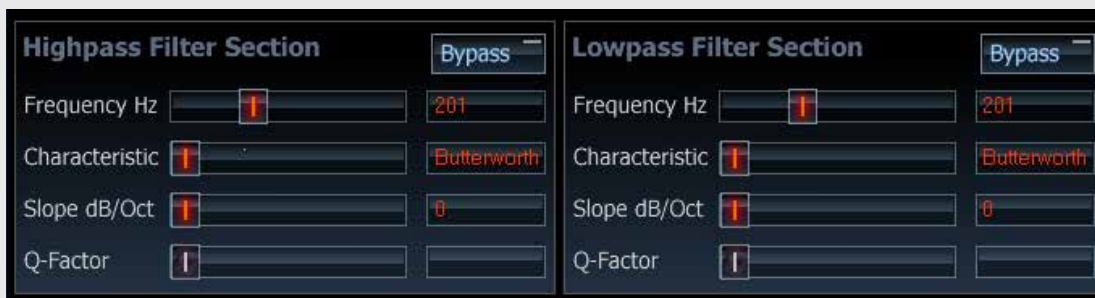 Highpass Filter Section
Bypass
Frequency Hz
201
Characteristic
Butterworth
Slope dB/Oct
0
Q-Factor
Lowpass Filter Section
Bypass
Frequency Hz
201
Characteristic
Butterworth
Slope dB/Oct
0
Q-Factor